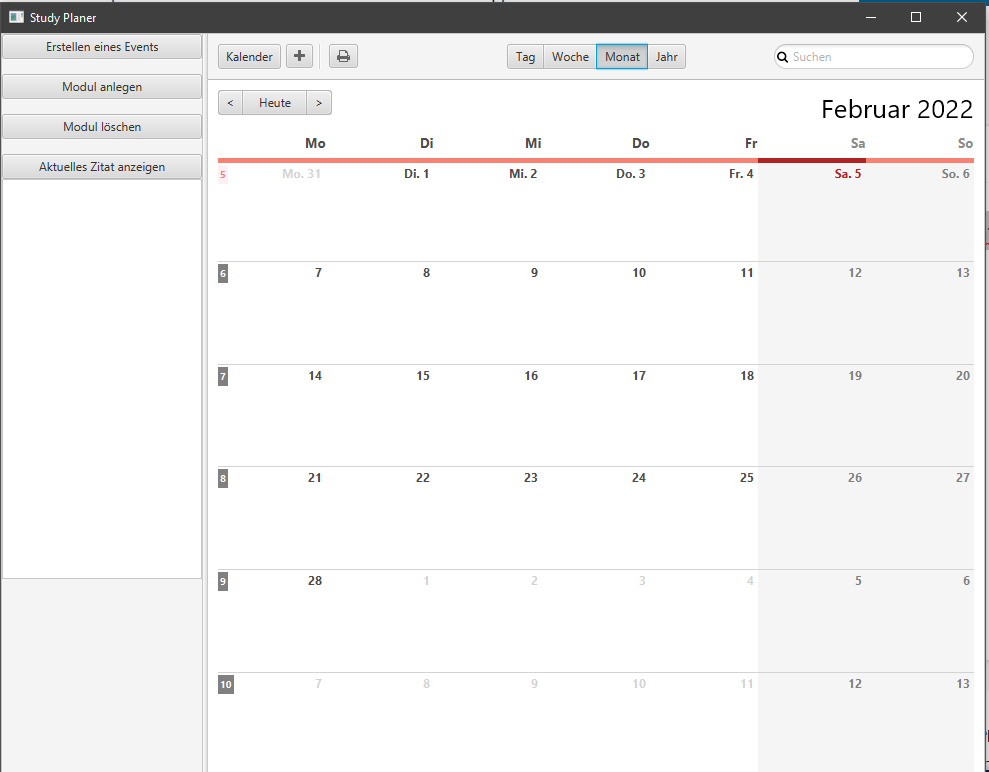 Study Planer
Erstellen eines Events
Modul anlegen
Modul löschen
Aktuelles Zitat anzeigen
Kalender
Tag Woche Monat Jahr
Suchen
< Heute >
Februar 2022
Mo Di Mi Do Fr Sa So
5 Mo. 31 Di. 1 Mi. 2 Do. 3 Fr. 4 Sa. 5 So. 6
6 7 8 9 10 11 12 13
7 14 15 16 17 18 19 20
8 21 22 23 24 25 26 27
9 28 1 2 3 4 5 6
10 7 8 9 10 11 12 13